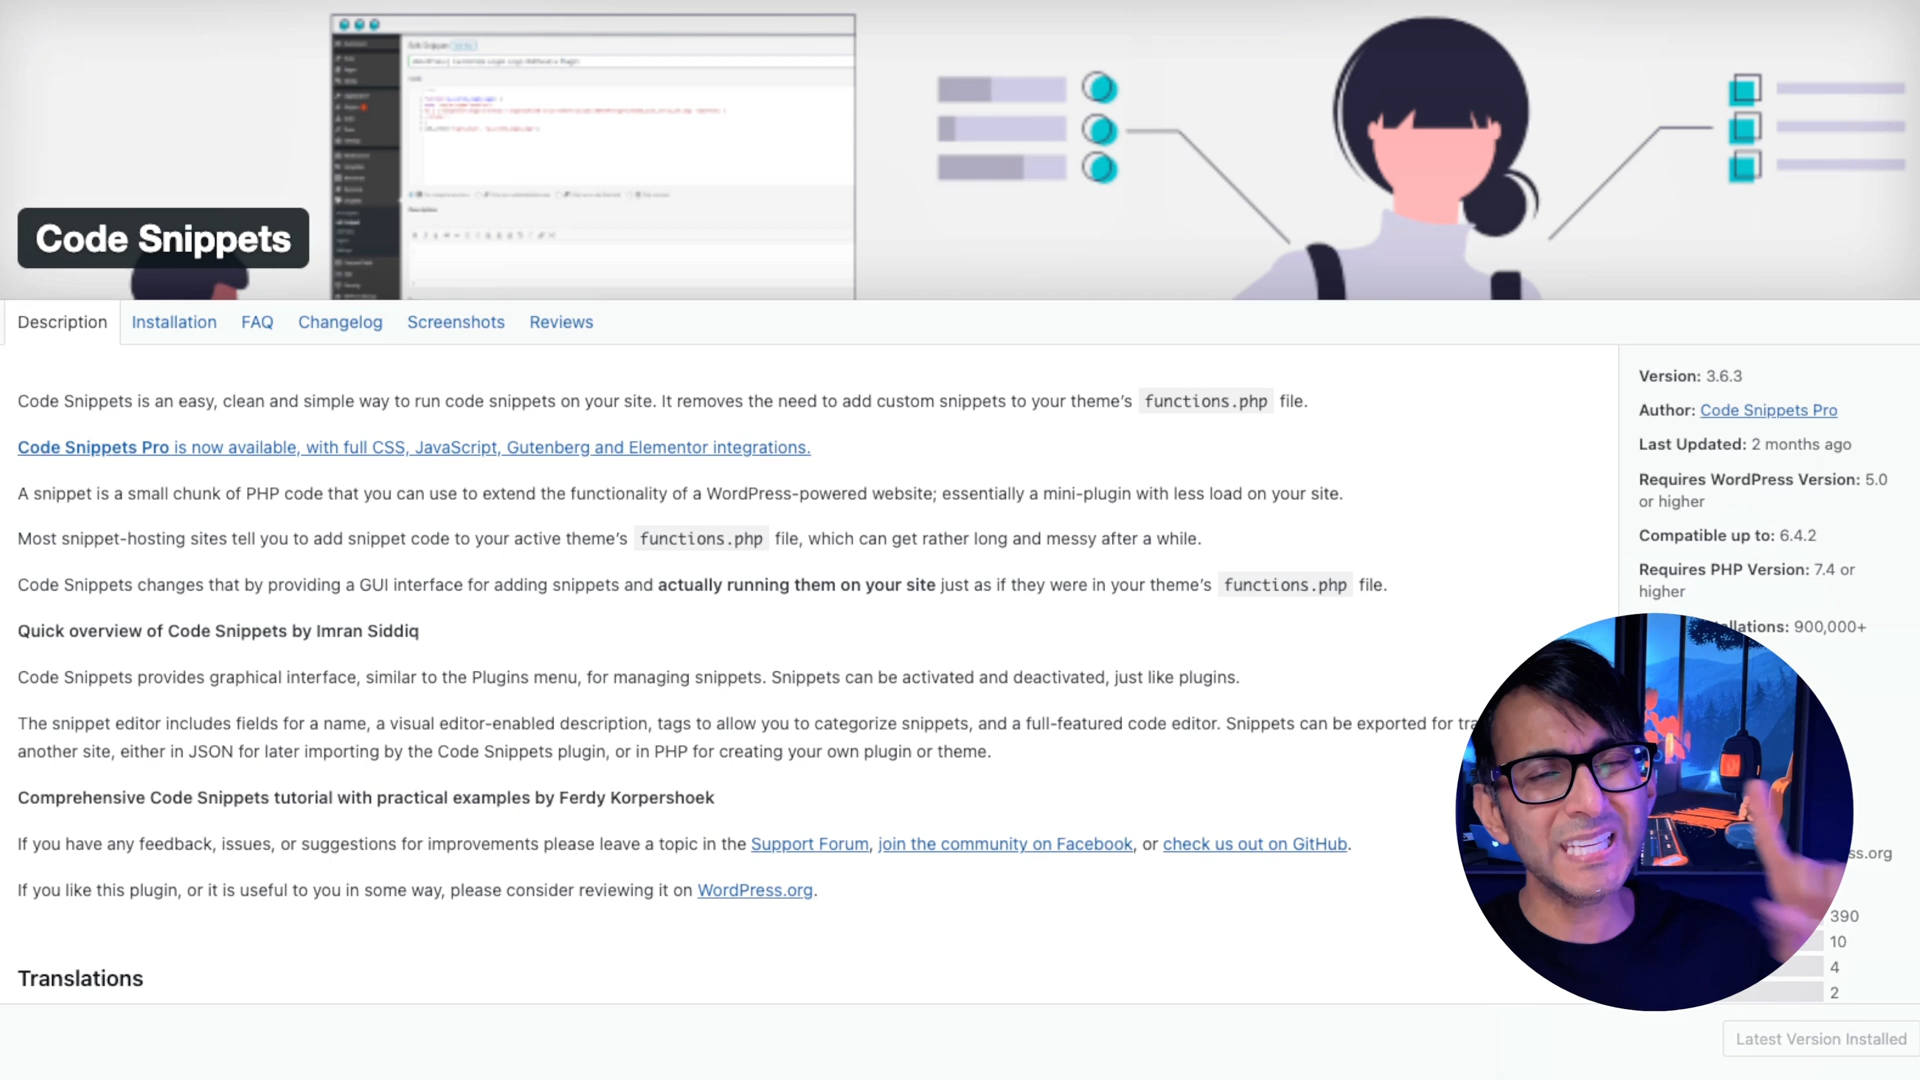 Code Snippets
Description Installation FAQ Changelog Screenshots Reviews
Code Snippets is an easy, clean and simple way to run code snippets on your site. It removes the need to add custom snippets to your theme’s functions.php file.
Code Snippets Pro is now available, with full CSS, JavaScript, Gutenberg and Elementor integrations.
A snippet is a small chunk of PHP code that you can use to extend the functionality of a WordPress-powered website; essentially a mini-plugin with less load on your site.
Most snippet-hosting sites tell you to add snippet code to your active theme’s functions.php file, which can get rather long and messy after a while.
Code Snippets changes that by providing a GUI interface for adding snippets and actually running them on your site just as if they were in your theme’s functions.php file.
Quick overview of Code Snippets by Imran Siddiq
Code Snippets provides graphical interface, similar to the Plugins menu, for managing snippets. Snippets can be activated and deactivated, just like plugins.
The snippet editor includes fields for a name, a visual editor-enabled description, tags to allow you to categorize snippets, and a full-featured code editor. Snippets can be exported for
another site, either in JSON for later importing by the Code Snippets plugin, or in PHP for creating your own plugin or theme.
Comprehensive Code Snippets tutorial with practical examples by Ferdy Korpershoek
If you have any feedback, issues, or suggestions for improvements please leave a topic in the Support Forum, join the community on Facebook, or check us out on GitHub.
If you like this plugin, or it is useful to you in some way, please consider reviewing it on WordPress.org.
Translations
Version: 3.6.3
Author: Code Snippets Pro
Last Updated: 2 months ago
Requires WordPress Version: 5.0
or higher
Compatible up to: 6.4.2
Requires PHP Version: 7.4 or
higher
900,000+
390
10
4
2
Latest Version Installed